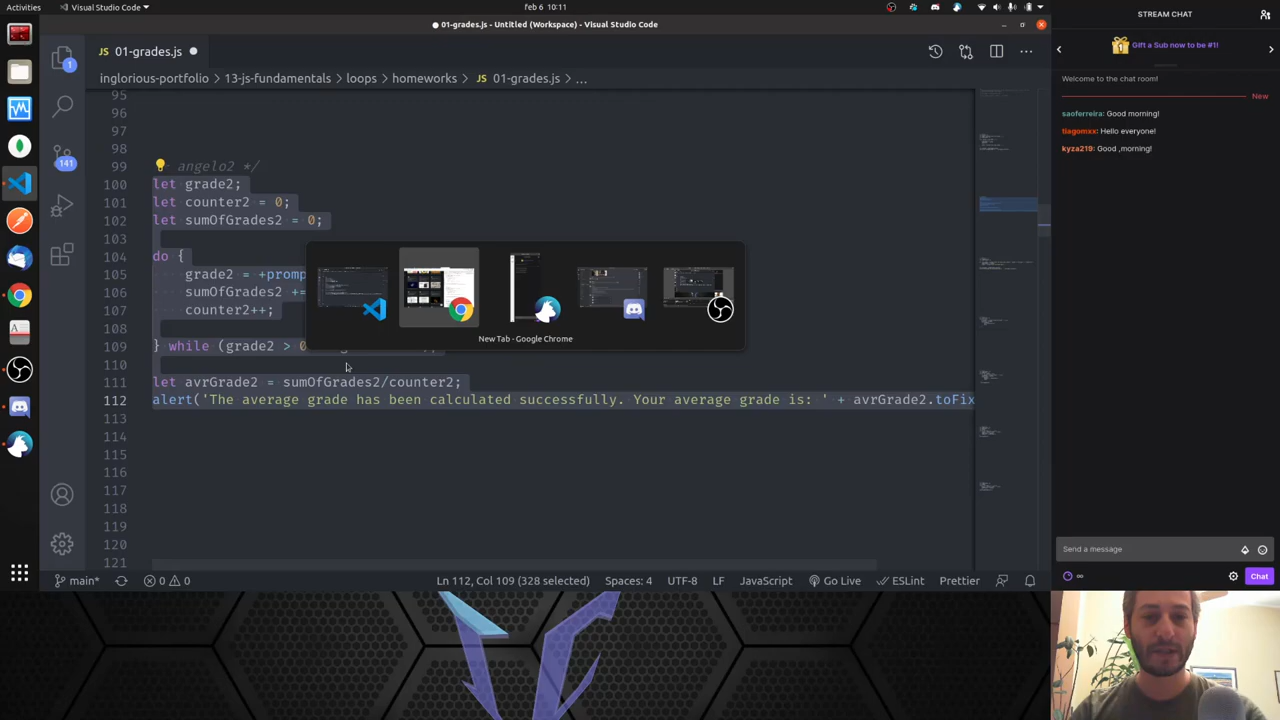 Activities
Visual Studio Code
Feb 6 10:11
● 01-grades.js - Untitled (Workspace) - Visual Studio Code
JS 01-grades.js ●
inglorious-portfolio > 13-js-fundamentals > loops > homeworks > JS 01-grades.js > ...
95
96
97
98
99 angelo2 */
100 let grade2;
101 let counter2 = 0;
102 let sumOfGrades2 = 0;
103
104 do {
105 grade2 = +promp
106 sumOfGrades2 +=
107 counter2++;
108
109 } while (grade2 > 0
110
111 let avrGrade2 = sumOfGrades2/counter2;
112 alert('The average grade has been calculated successfully. Your average grade is: ' + avrGrade2.toFix
113
114
115
116
117
118
119
120
121
New Tab - Google Chrome
1
141
main*
0 0
Ln 112, Col 109 (328 selected)
Spaces: 4
UTF-8
LF
JavaScript
Go Live
ESLint
Prettier
STREAM CHAT
1 Gift a Sub now to be #1!
Welcome to the chat room!
New
saoferreira: Good morning!
tiagomxx: Hello everyone!
kyza219: Good ,morning!
Send a message
∞
Chat